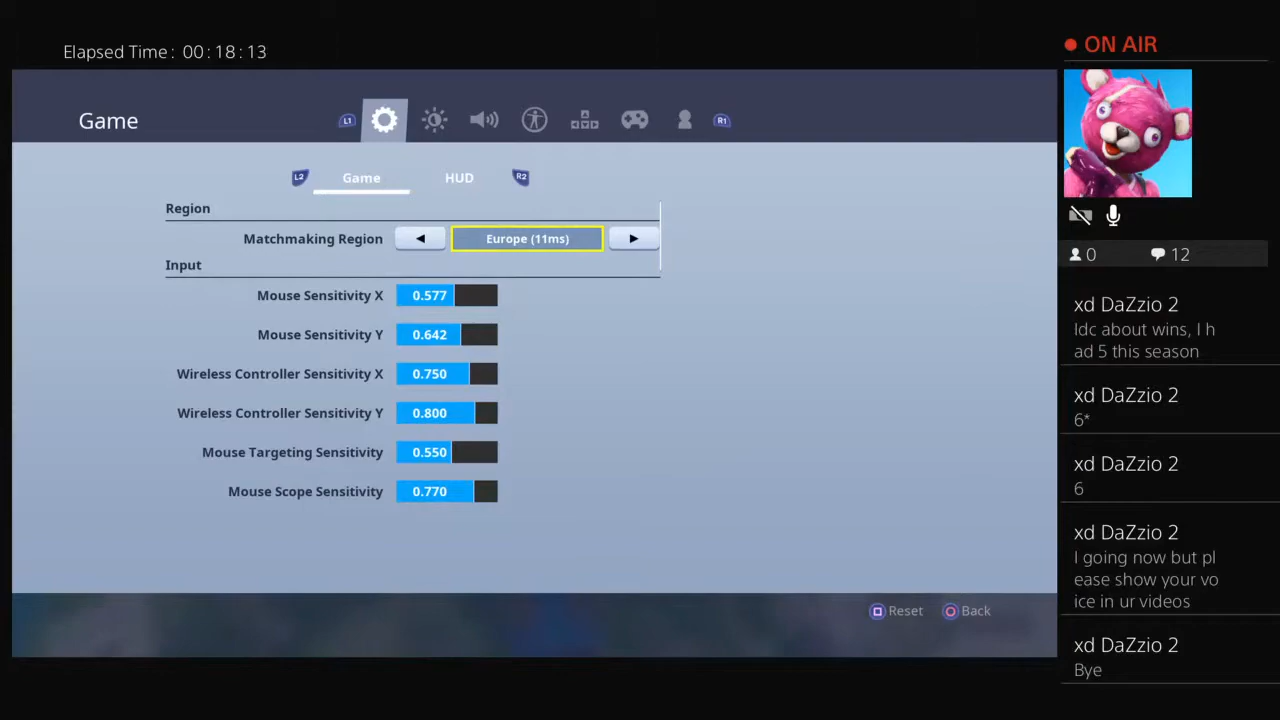 Elapsed Time: 00:18:13
ON AIR
Game
L1
R1
L2
Game
HUD
R2
Region
Matchmaking Region
Europe (11ms)
Input
Mouse Sensitivity X
0.577
Mouse Sensitivity Y
0.642
Wireless Controller Sensitivity X
0.750
Wireless Controller Sensitivity Y
0.800
Mouse Targeting Sensitivity
0.550
Mouse Scope Sensitivity
0.770
Reset
Back
0
12
xd DaZzio 2
Idc about wins, I h
ad 5 this season
xd DaZzio 2
6*
xd DaZzio 2
6
xd DaZzio 2
I going now but pl
ease show your vo
ice in ur videos
xd DaZzio 2
Bye